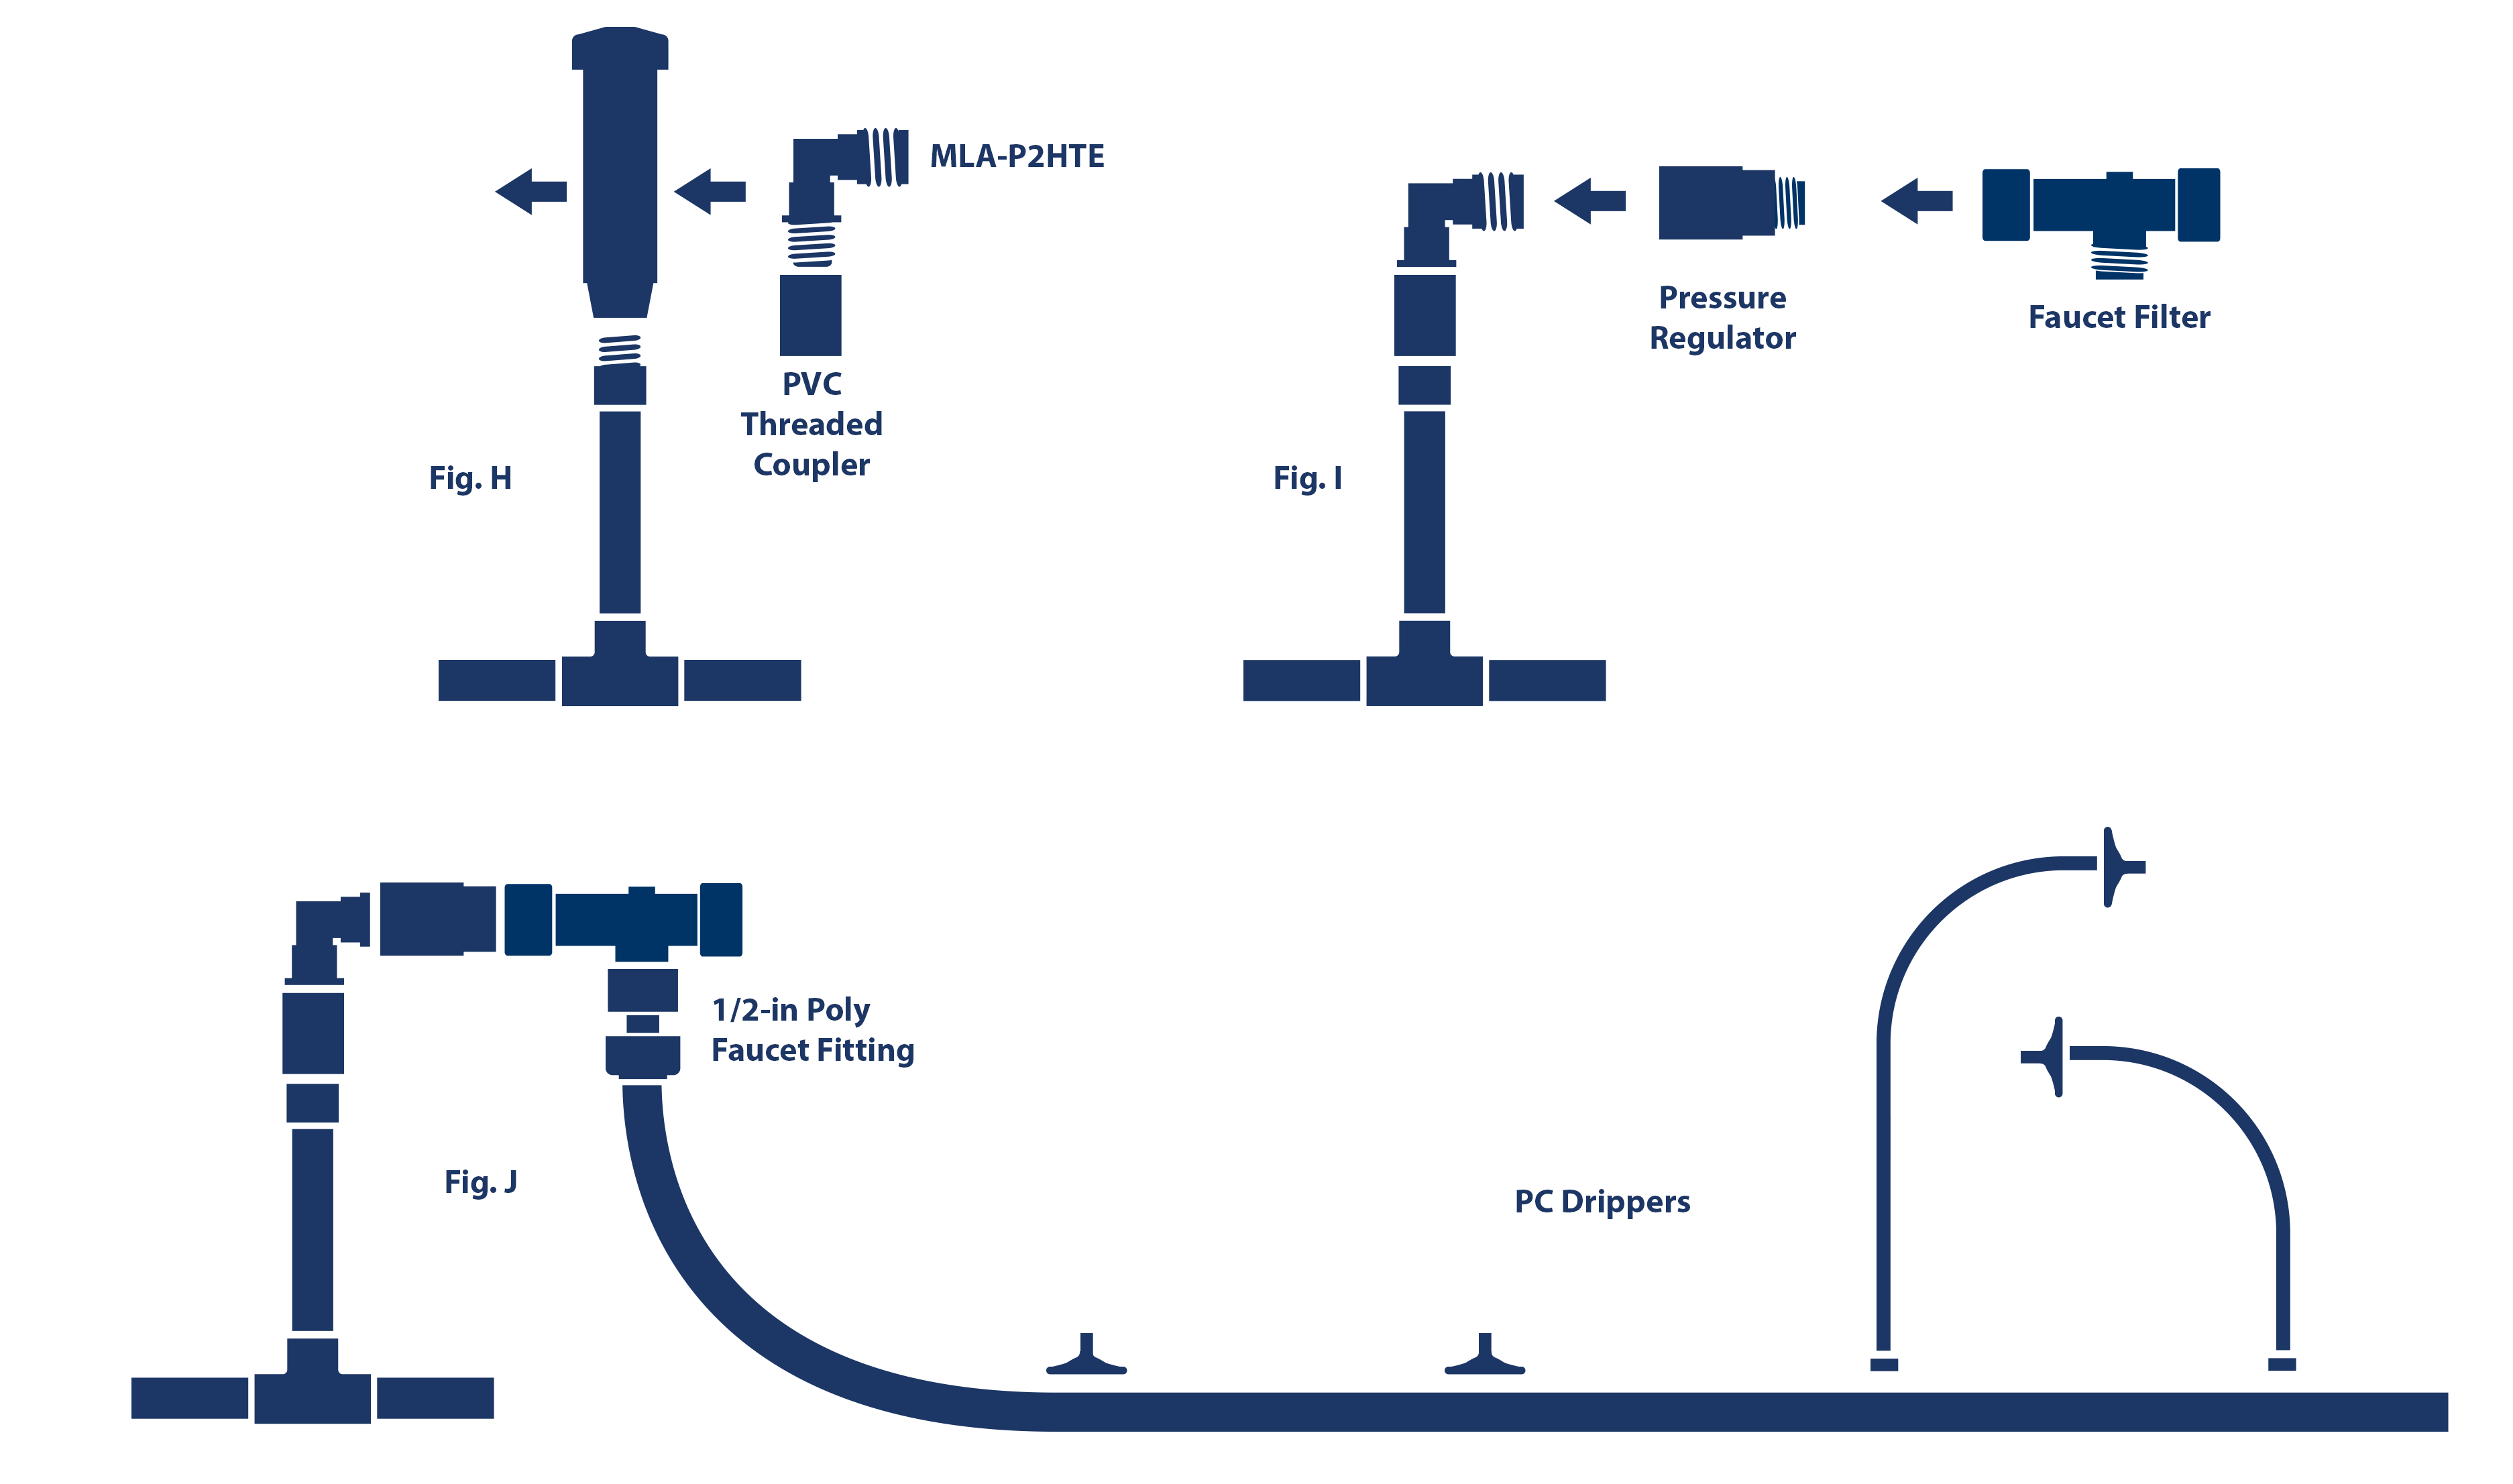 MLA-P2HTE
PVC
Threaded
Coupler
Fig. H
Pressure
Regulator
Faucet Filter
Fig. I
1/2-in Poly
Faucet Fitting
Fig. J
PC Drippers